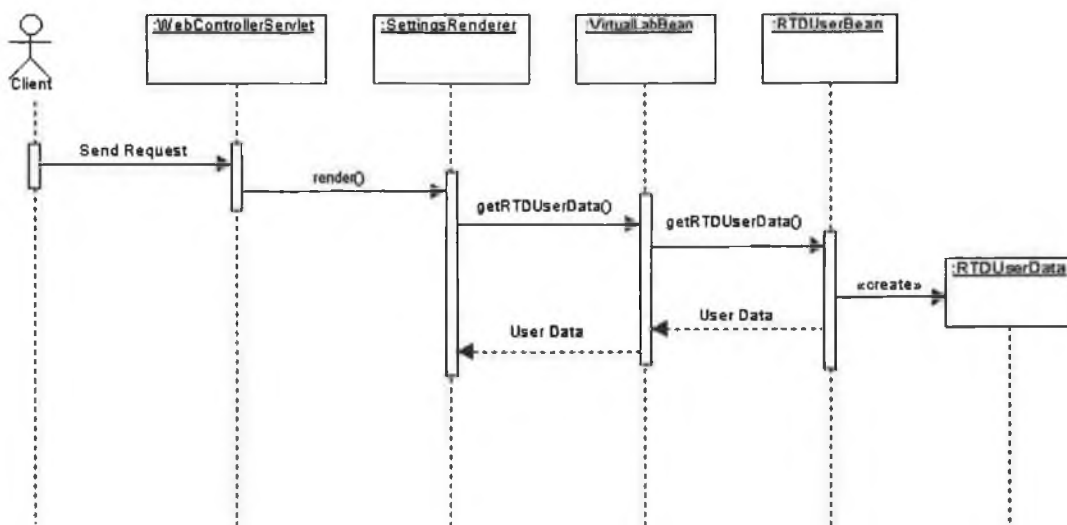 :WebControllerServlet
:SettingsRenderer
:VirtualLabBean
:RTDUserBean
Client
Send Request
render()
getRTDUserData()
getRTDUserData()
:RTDUserData
«create»
User Data
User Data